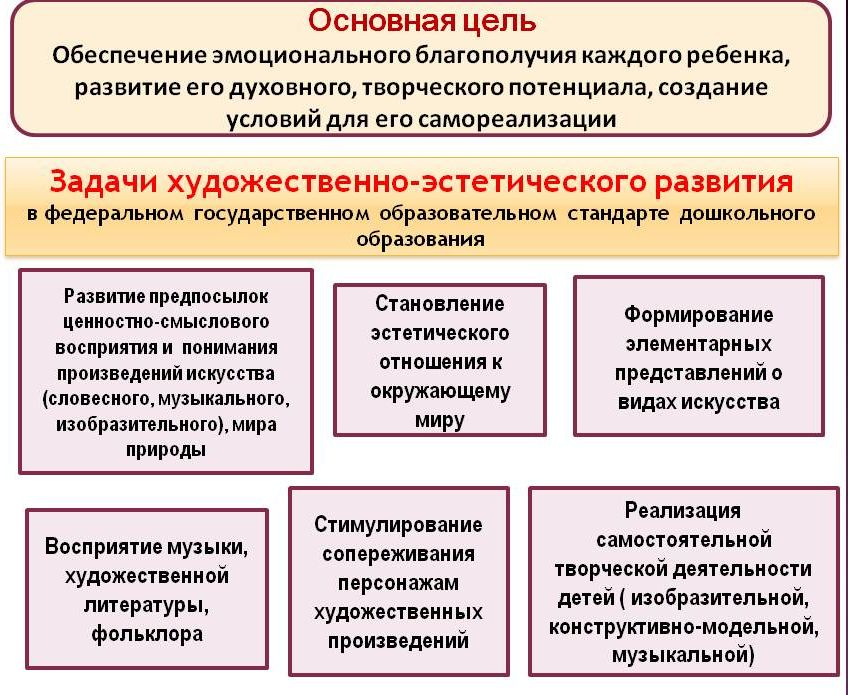 Основная цель
Обеспечение эмоционального благополучия каждого ребенка,
развитие его духовного, творческого потенциала, создание
условий для его самореализации
Задачи художественно-эстетического развития
в федеральном государственном образовательном стандарте дошкольного
образования
Развитие предпосылок
ценностно-смыслового
восприятия и понимания
произведений искусства
(словесного, музыкального,
изобразительного), мира
природы
Становление
эстетического
отношения к
окружающему
миру
Формирование
элементарных
представлений о
видах искусства
Восприятие музыки,
художественной
литературы,
фольклора
Стимулирование
сопереживания
персонажам
художественных
произведений
Реализация
самостоятельной
творческой деятельности
детей ( изобразительной,
конструктивно-модельной,
музыкальной)